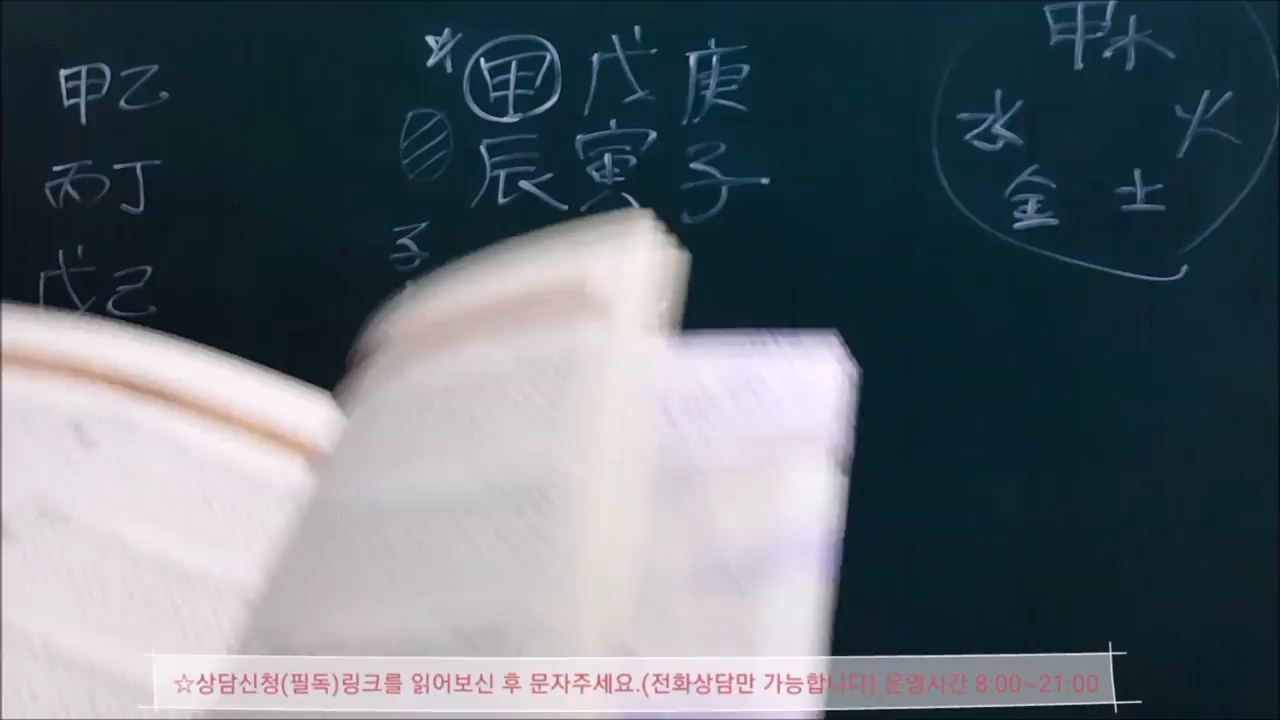 甲乙
丙丁
戊己
甲戊庚
辰寅子
子
甲木
水 火
金 土
☆상담신청(필독)링크를 읽어보신 후 문자주세요.(전화상담만 가능합니다) 운영시간 8:00~21:00